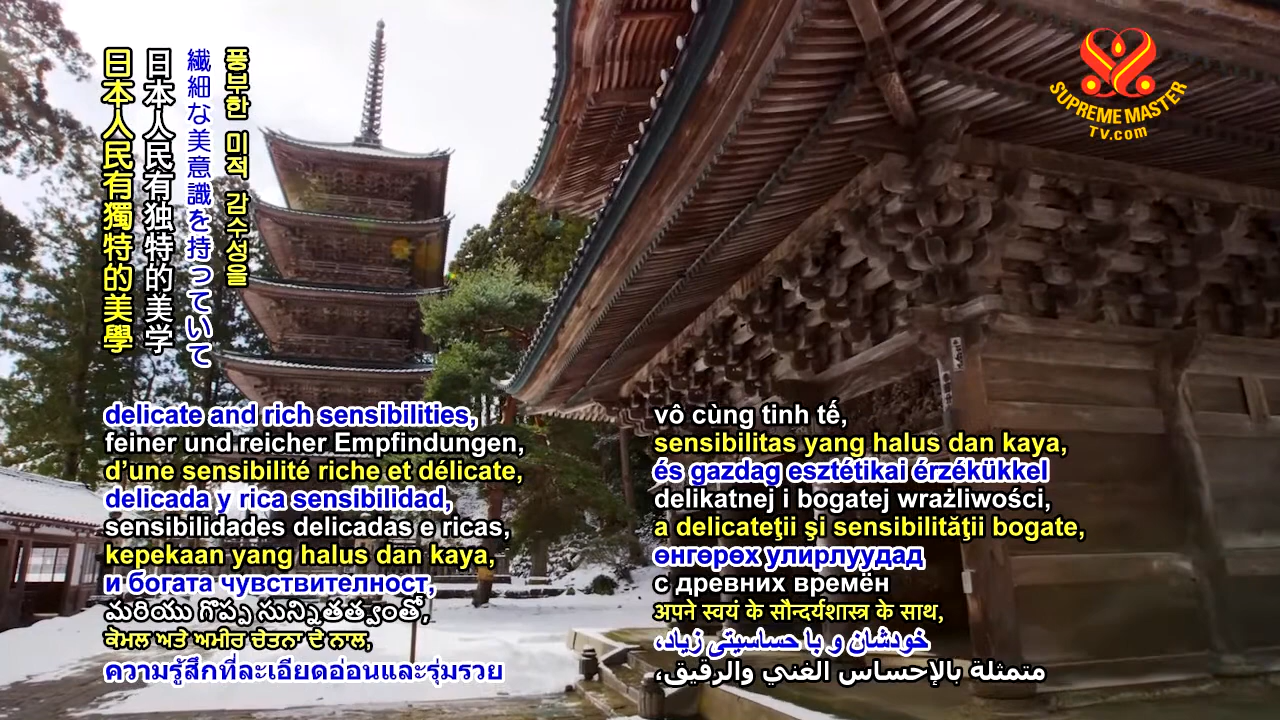 SUPREME MASTER
TV.com
日本人民有獨特的美學
日本人民有独特的美学
繊細な美意識を持っていて
풍부한 미적 감수성을
delicate and rich sensibilities,
feiner und reicher Empfindungen,
d’une sensibilité riche et délicate,
delicada y rica sensibilidad,
sensibilidades delicadas e ricas,
kepekaan yang halus dan kaya,
и богата чувствителност,
మరియు గొప్ప సున్నితత్వంతో,
ਕੋਮਲ ਅਤੇ ਅਮੀਰ ਚੇਤਨਾ ਦੇ ਨਾਲ,
ความรู้สึกที่ละเอียดอ่อนและรุ่มรวย
vô cùng tinh tế,
sensibilitas yang halus dan kaya,
és gazdag esztétikai érzékükkel
delikatnej i bogatej wrażliwości,
a delicateţii şi sensibilităţii bogate,
өнгөрөх улирлуудад
с древних времён
अपने स्वयं के सौन्दर्यशास्त्र के साथ,
خودشان و با حساسیتی زیاد،
متمثلة بالإحساس الغني والرقيق،